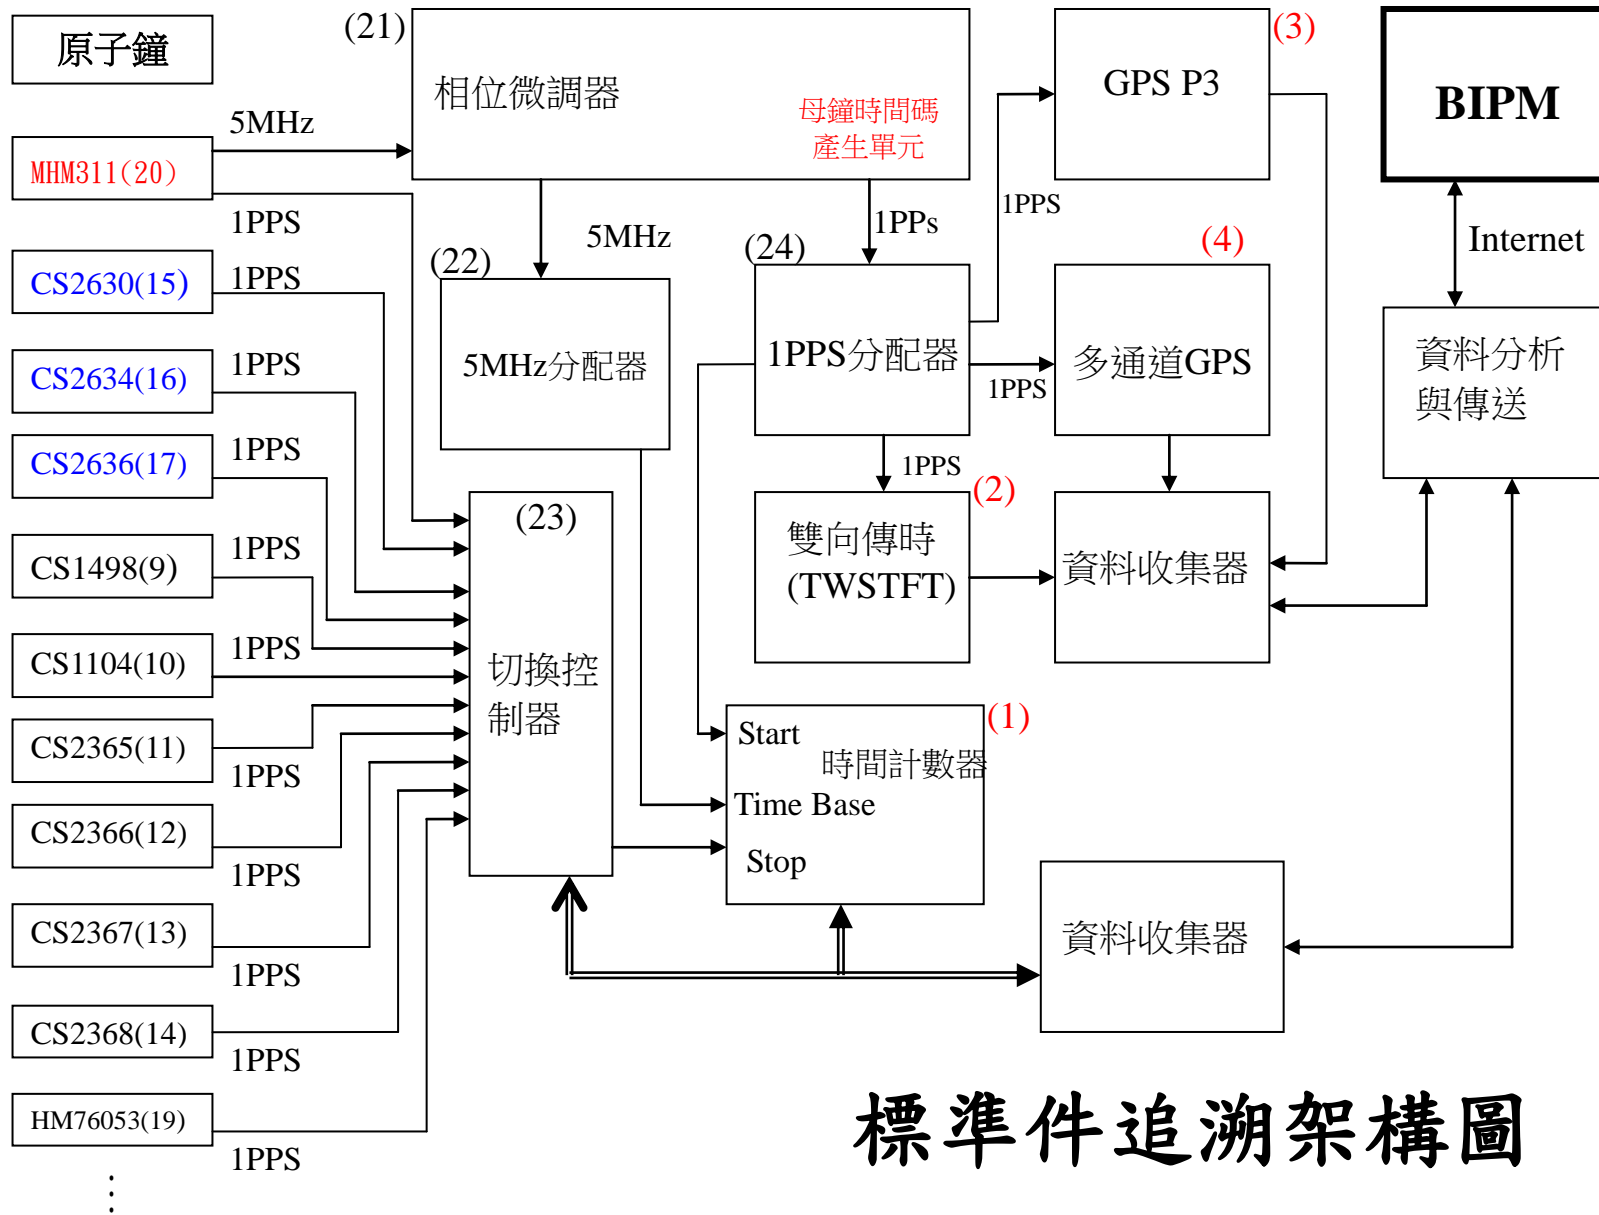 原子鐘
(21)
相位微調器
母鐘時間碼
產生單元
(3)
GPS P3
BIPM
5MHz
MHM311(20)
1PPS
5MHz
1PPs
1PPS
(4)
Internet
CS2630(15)
1PPS
(22)
5MHz分配器
(24)
1PPS分配器
1PPS
多通道GPS
資料分析
與傳送
CS2634(16)
1PPS
CS2636(17)
1PPS
1PPS
(2)
雙向傳時
(TWSTFT)
資料收集器
CS1498(9)
1PPS
(23)
切換控
制器
CS1104(10)
1PPS
(1)
Start
時間計數器
Time Base
Stop
CS2365(11)
1PPS
CS2366(12)
1PPS
資料收集器
CS2367(13)
1PPS
CS2368(14)
1PPS
HM76053(19)
1PPS
⋮
標準件追溯架構圖